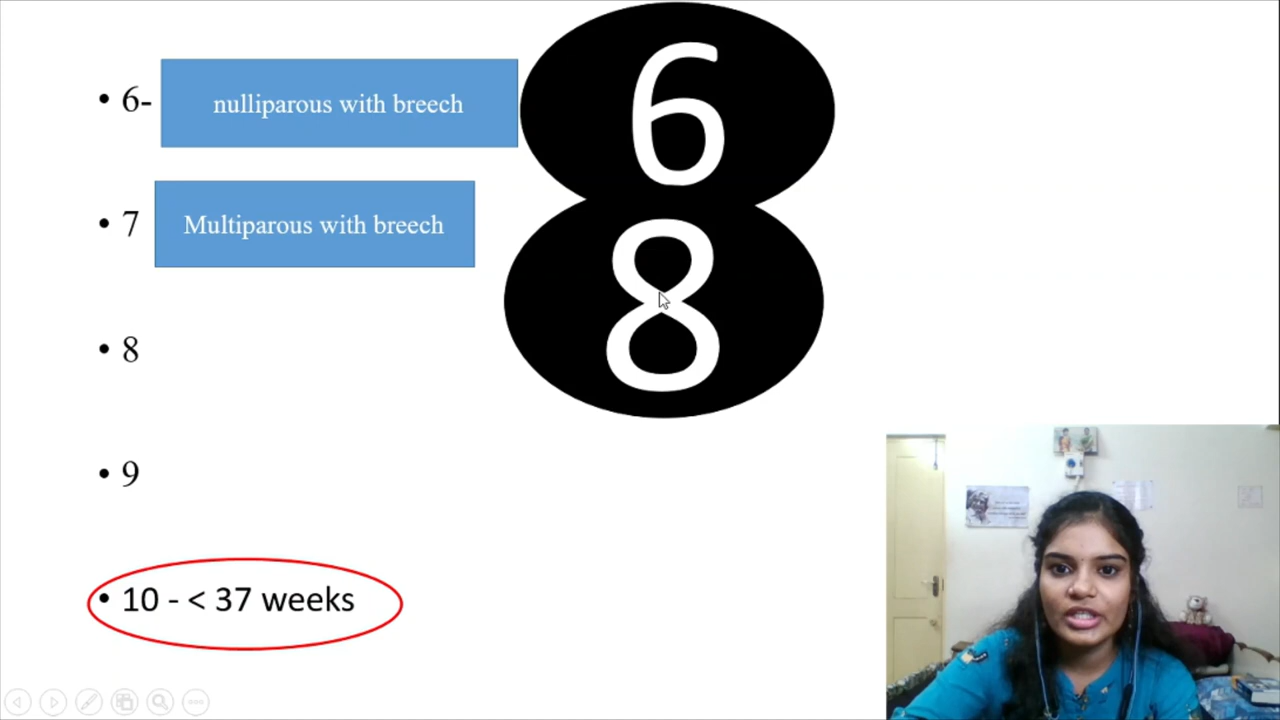 • 6- nulliparous with breech
6
• 7 Multiparous with breech
8
• 8
• 9
• 10 - < 37 weeks